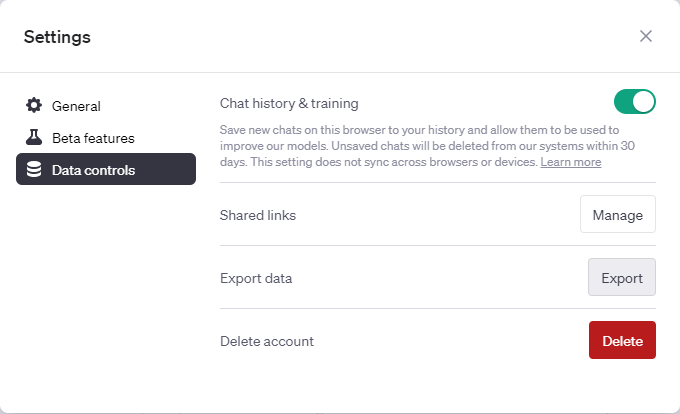 Settings
General
Beta features
Data controls
Chat history & training
Save new chats on this browser to your history and allow them to be used to
improve our models. Unsaved chats will be deleted from our systems within 30
days. This setting does not sync across browsers or devices. Learn more
Shared links
Manage
Export data
Export
Delete account
Delete